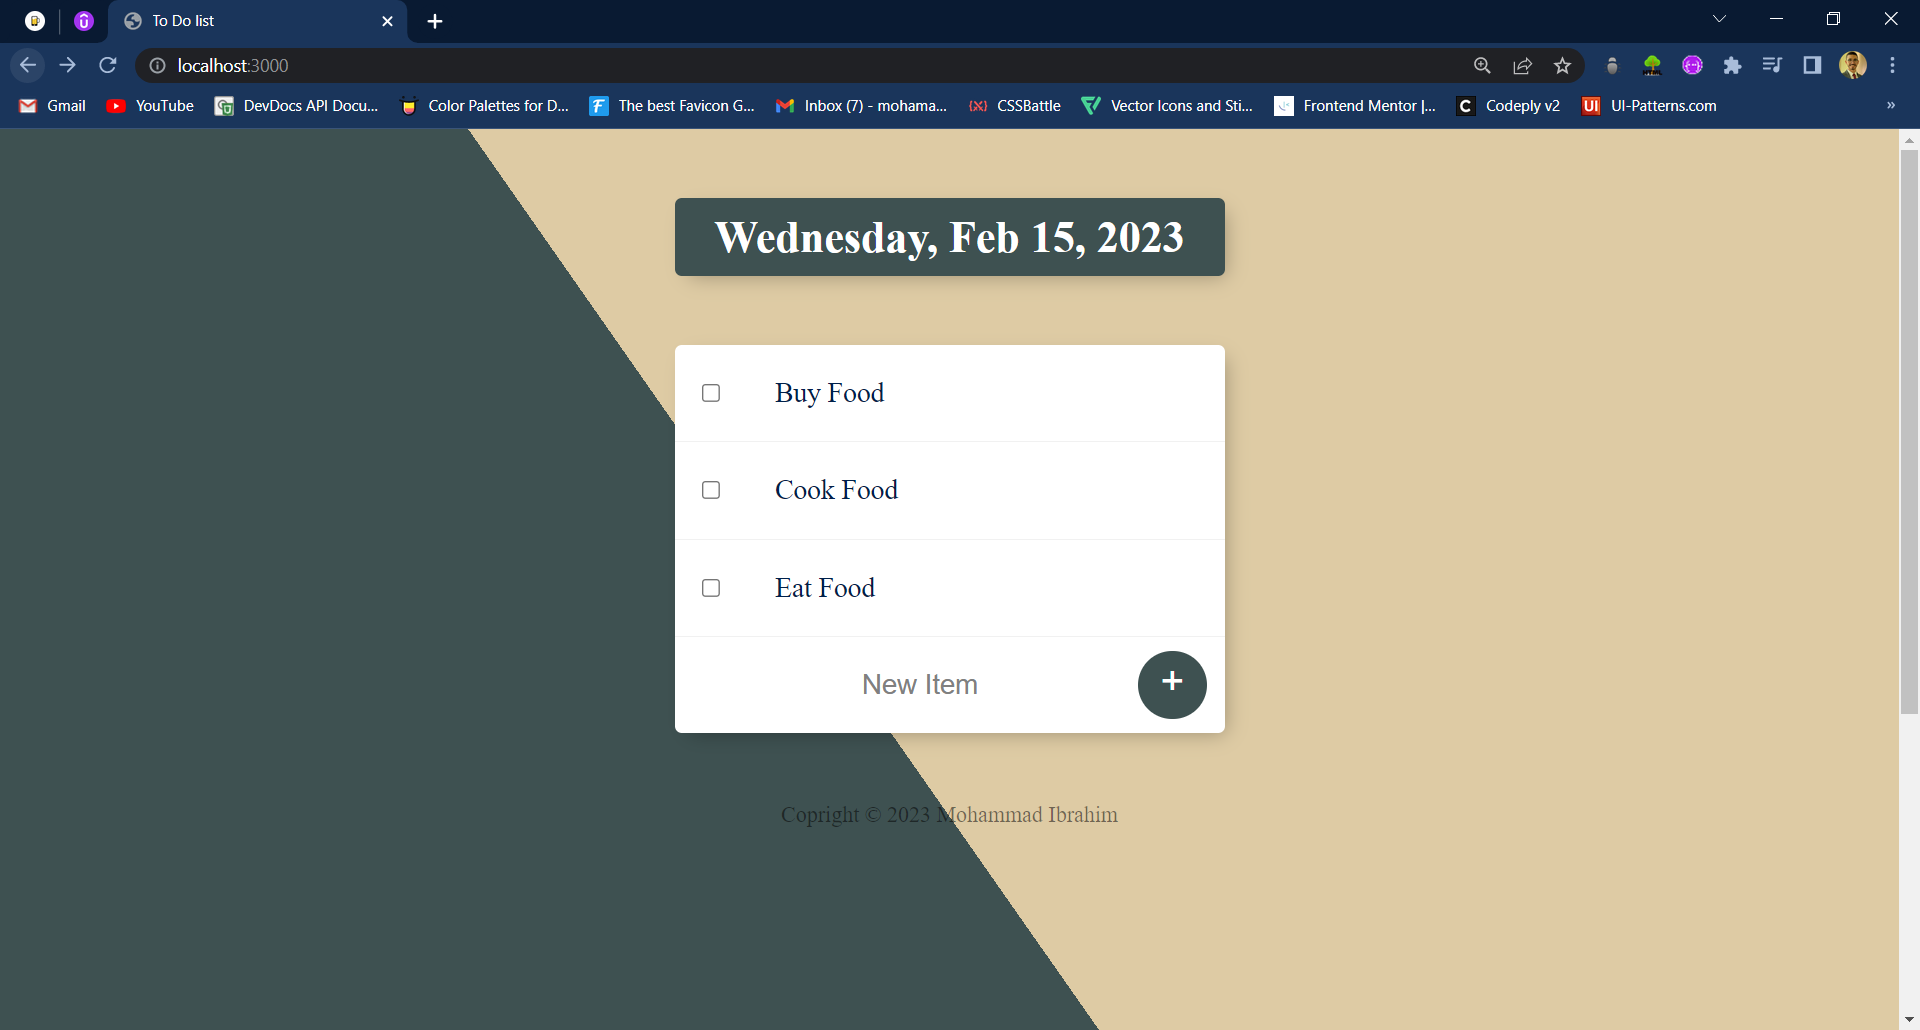 To Do list
localhost:3000
Gmail
YouTube
DevDocs API Docu...
Color Palettes for D...
The best Favicon G...
Inbox (7) - mohama...
CSSBattle
Vector Icons and Sti...
Frontend Mentor |...
C
Codeply v2
UI
UI-Patterns.com
»
Wednesday, Feb 15, 2023
Buy Food
Cook Food
Eat Food
New Item
+
Copright © 2023 Mohammad Ibrahim